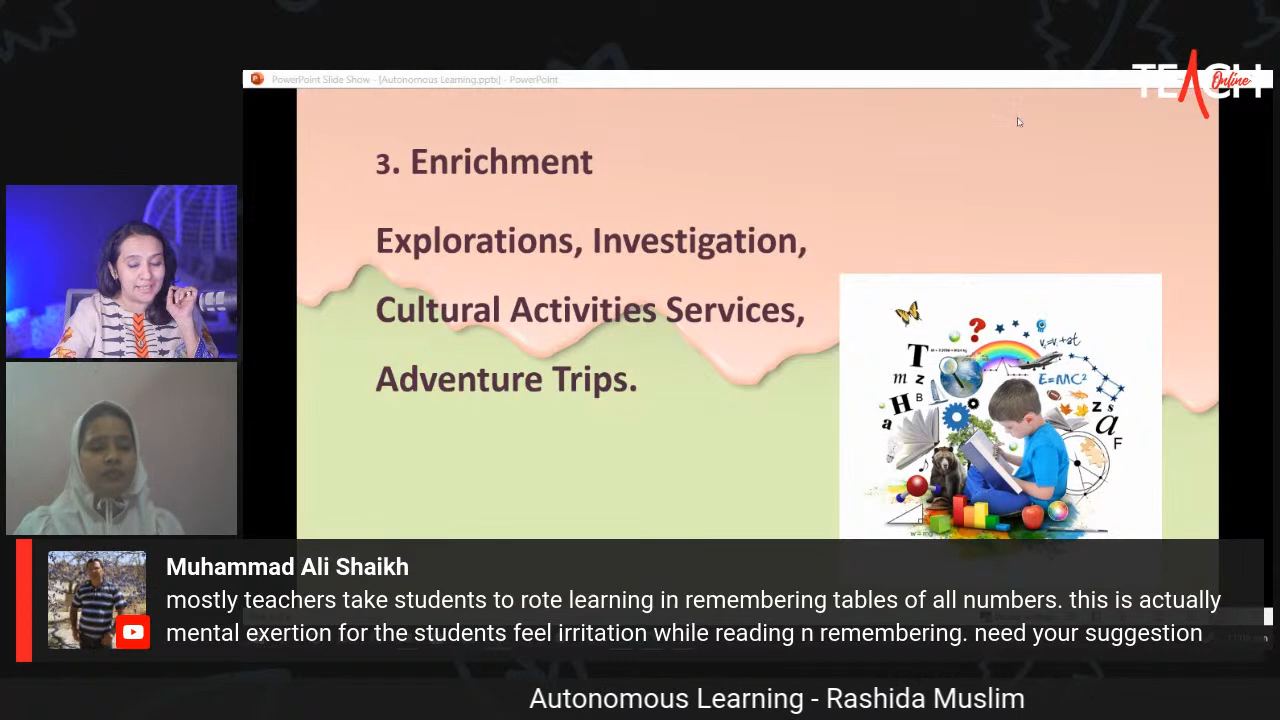 PowerPoint Slide Show - [Autonomous Learning.pptx] - PowerPoint
TEACH
Online
3. Enrichment
Explorations, Investigation,
Cultural Activities Services,
Adventure Trips.
?
T
m
z
H
B
a
E=MC²
z s
a
F
Muhammad Ali Shaikh
mostly teachers take students to rote learning in remembering tables of all numbers. this is actually
mental exertion for the students feel irritation while reading n remembering. need your suggestion
Autonomous Learning - Rashida Muslim